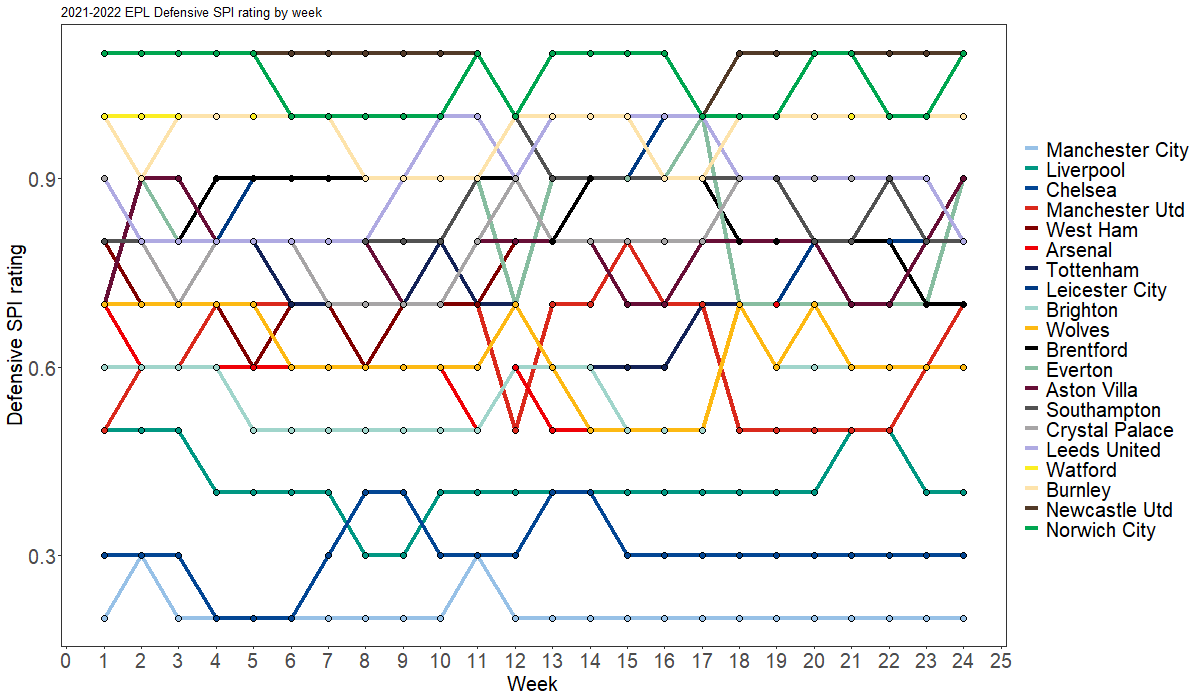 2021-2022 EPL Defensive SPI rating by week
Defensive SPI rating
0.9
0.6
0.3
0 1 2 3 4 5 6 7 8 9 10 11 12 13 14 15 16 17 18 19 20 21 22 23 24 25
Week
Manchester City
Liverpool
Chelsea
Manchester Utd
West Ham
Arsenal
Tottenham
Leicester City
Brighton
Wolves
Brentford
Everton
Aston Villa
Southampton
Crystal Palace
Leeds United
Watford
Burnley
Newcastle Utd
Norwich City